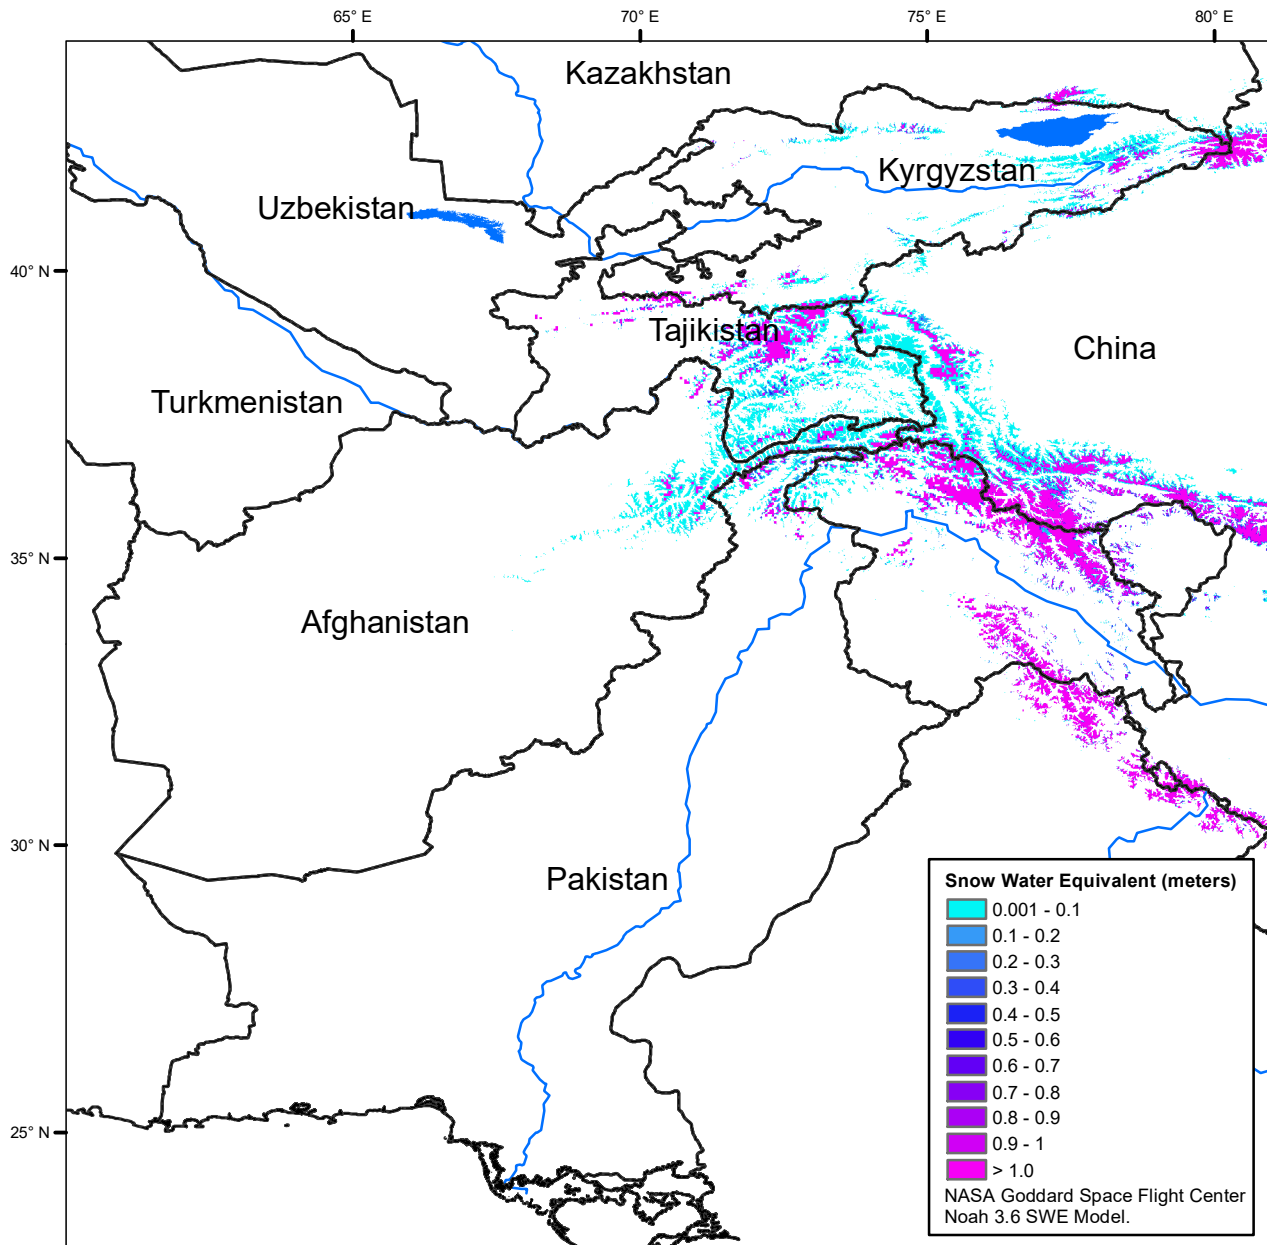 65° E
70° E
75° E
80° E
Kazakhstan
Kyrgyzstan
Uzbekistan
40° N
Tajikistan
China
Turkmenistan
35° N
Afghanistan
30° N
Pakistan
25° N
Snow Water Equivalent (meters)
0.001 - 0.1
0.1 - 0.2
0.2 - 0.3
0.3 - 0.4
0.4 - 0.5
0.5 - 0.6
0.6 - 0.7
0.7 - 0.8
0.8 - 0.9
0.9 - 1
> 1.0
NASA Goddard Space Flight Center
Noah 3.6 SWE Model.